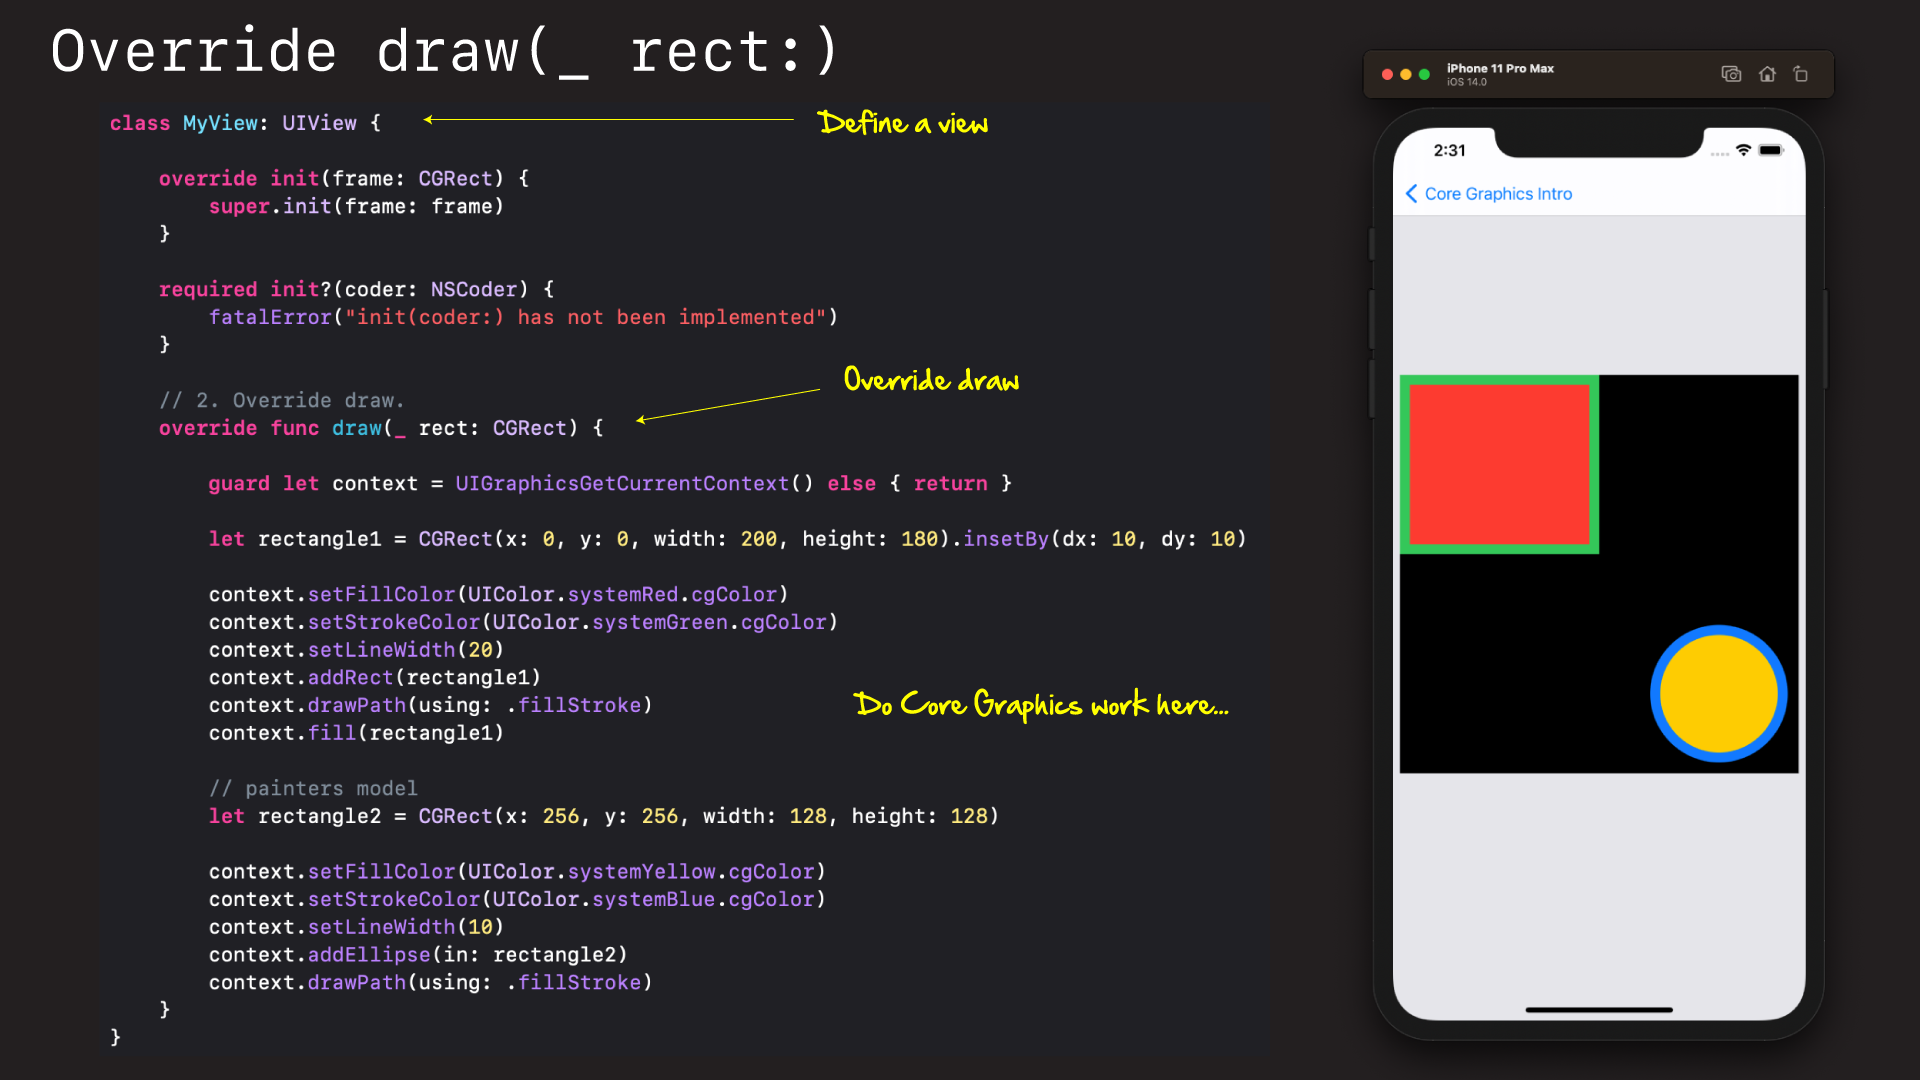 Override draw(_ rect:)
class MyView: UIView {
Define a view
override init(frame: CGRect) {
super.init(frame: frame)
}
required init?(coder: NSCoder) {
fatalError("init(coder:) has not been implemented")
}
Override draw
// 2. Override draw.
override func draw(_ rect: CGRect) {
guard let context = UIGraphicsGetCurrentContext() else { return }
let rectangle1 = CGRect(x: 0, y: 0, width: 200, height: 180).insetBy(dx: 10, dy: 10)
context.setFillColor(UIColor.systemRed.cgColor)
context.setStrokeColor(UIColor.systemGreen.cgColor)
context.setLineWidth(20)
context.addRect(rectangle1)
context.drawPath(using: .fillStroke)
Do Core Graphics work here...
context.fill(rectangle1)
// painters model
let rectangle2 = CGRect(x: 256, y: 256, width: 128, height: 128)
context.setFillColor(UIColor.systemYellow.cgColor)
context.setStrokeColor(UIColor.systemBlue.cgColor)
context.setLineWidth(10)
context.addEllipse(in: rectangle2)
context.drawPath(using: .fillStroke)
}
}
iPhone 11 Pro Max
iOS 14.0
2:31
Core Graphics Intro